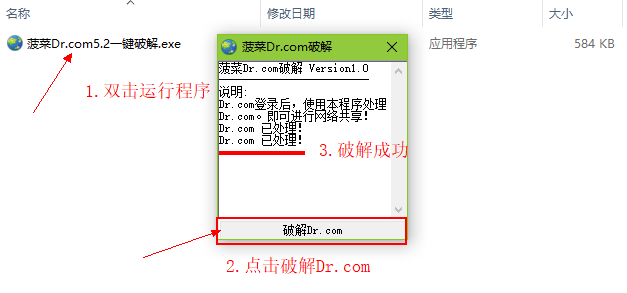 名称 修改日期 类型 大小
菠菜Dr.com5.2一键破解.exe 应用程序 584 KB
1.双击运行程序
菠菜Dr.com破解
菠菜Dr.com破解 Version1.0
说明:
Dr.com登录后，使用本程序处理
Dr.com。即可进行网络共享!
Dr.com 已处理!
Dr.com 已处理!
3.破解成功
破解Dr.com
2.点击破解Dr.com